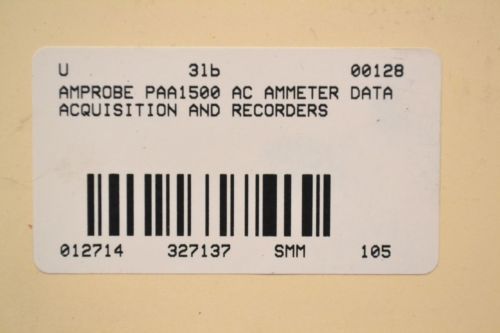 U 31b 00128
AMPROBE PAA1500 AC AMMETER DATA
ACQUISITION AND RECORDERS
012714 327137 SMM 105